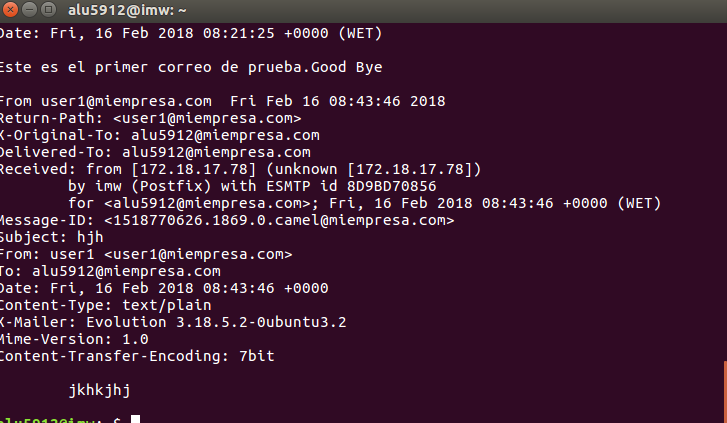 alu5912@imw: ~
Date: Fri, 16 Feb 2018 08:21:25 +0000 (WET)
Este es el primer correo de prueba.Good Bye
From user1@miempresa.com  Fri Feb 16 08:43:46 2018
Return-Path: <user1@miempresa.com>
X-Original-To: alu5912@miempresa.com
Delivered-To: alu5912@miempresa.com
Received: from [172.18.17.78] (unknown [172.18.17.78])
        by imw (Postfix) with ESMTP id 8D9BD70856
        for <alu5912@miempresa.com>; Fri, 16 Feb 2018 08:43:46 +0000 (WET)
Message-ID: <1518770626.1869.0.camel@miempresa.com>
Subject: hjh
From: user1 <user1@miempresa.com>
To: alu5912@miempresa.com
Date: Fri, 16 Feb 2018 08:43:46 +0000
Content-Type: text/plain
X-Mailer: Evolution 3.18.5.2-0ubuntu3.2
Mime-Version: 1.0
Content-Transfer-Encoding: 7bit
        jkhkjhj
alu5912@imw: $